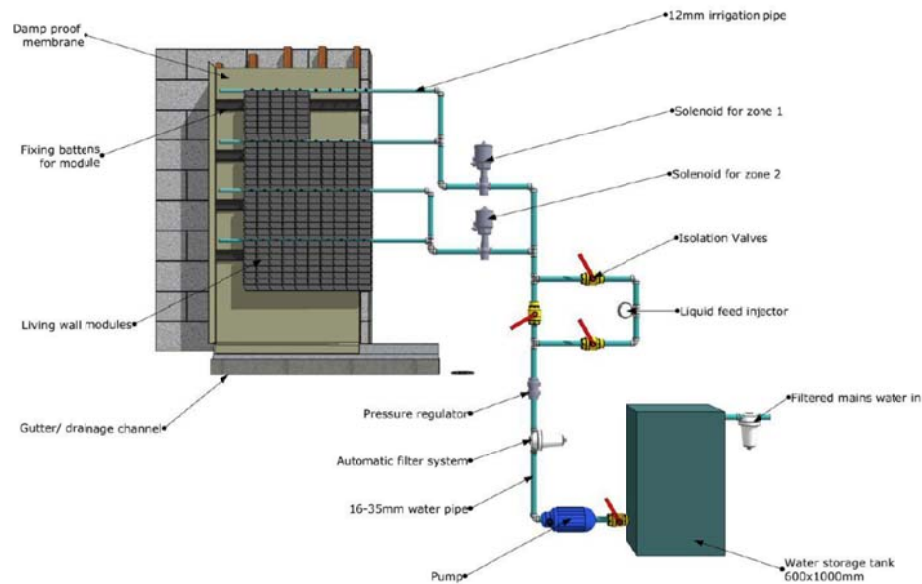 Damp proof
membrane
12mm irrigation pipe
Solenoid for zone 1
Fixing battens
for module
Solenoid for zone 2
Isolation Valves
Living wall modules
Liquid feed injector
Gutter/ drainage channel
Pressure regulator
Filtered mains water in
Automatic filter system
16-35mm water pipe
Pump
Water storage tank
600x1000mm